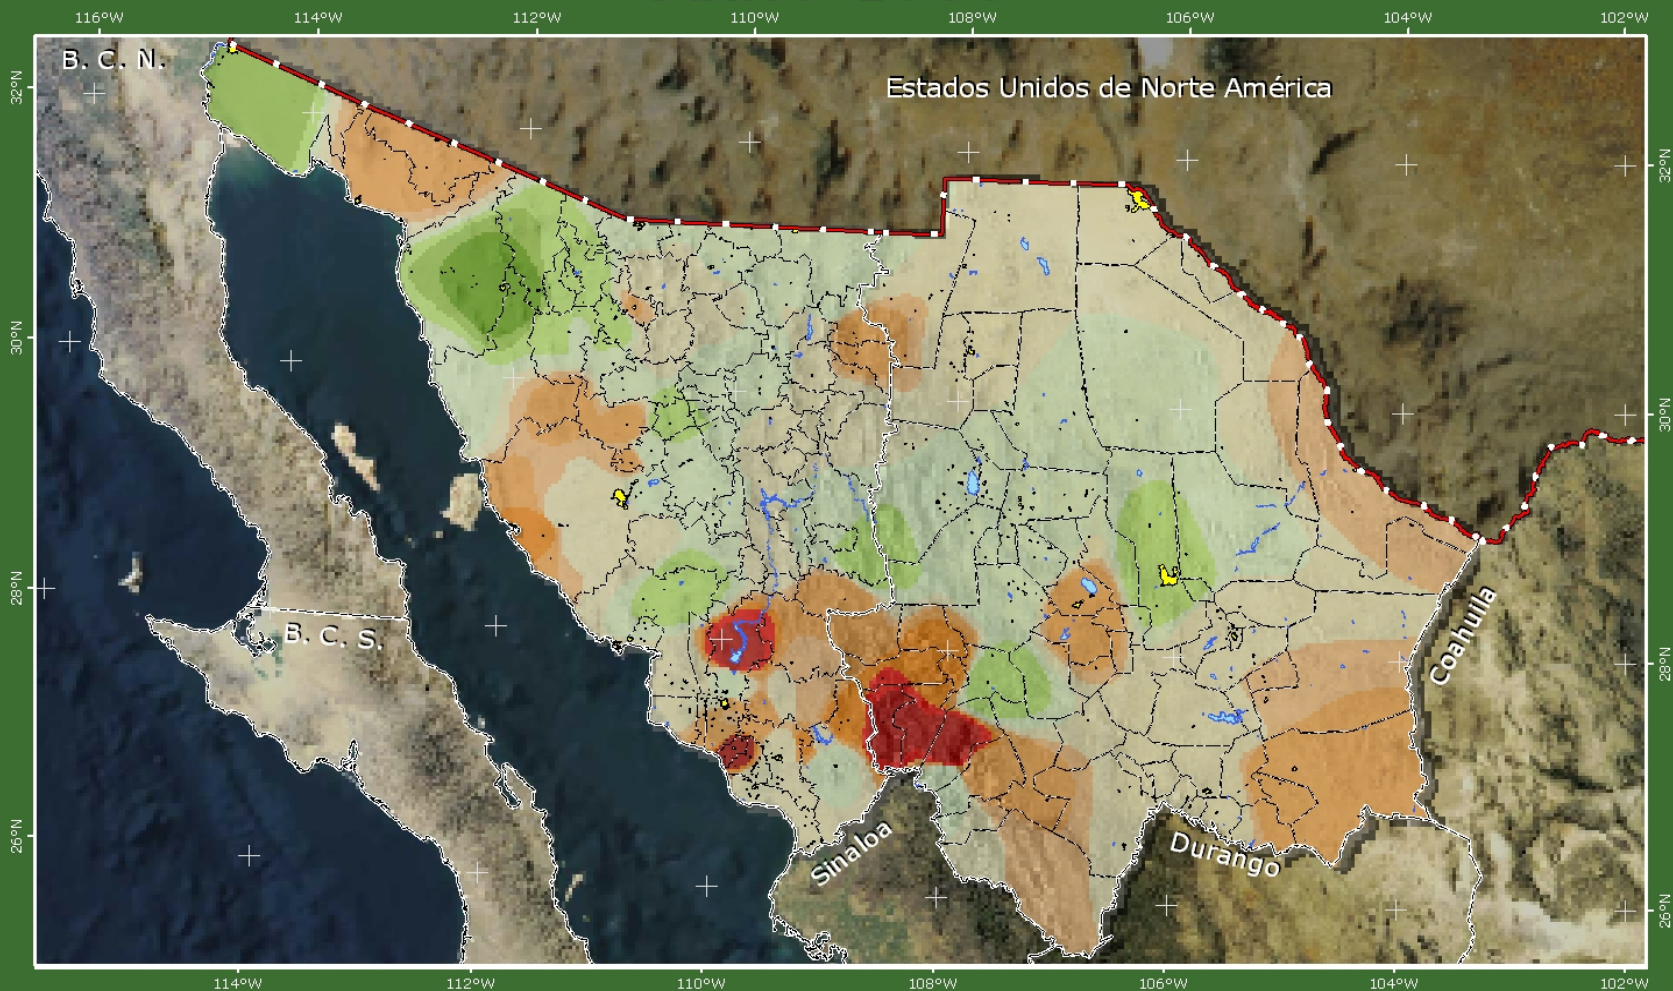 116°W 114°W 112°W 110°W 108°W 106°W 104°W 102°W
B. C. N.
32°N
Estados Unidos de Norte América
32°N
30°N
30°N
28°N
B. C. S.
Coahuila
28°N
26°N
Sinaloa
Durango
26°N
114°W 112°W 110°W 108°W 106°W 104°W 102°W